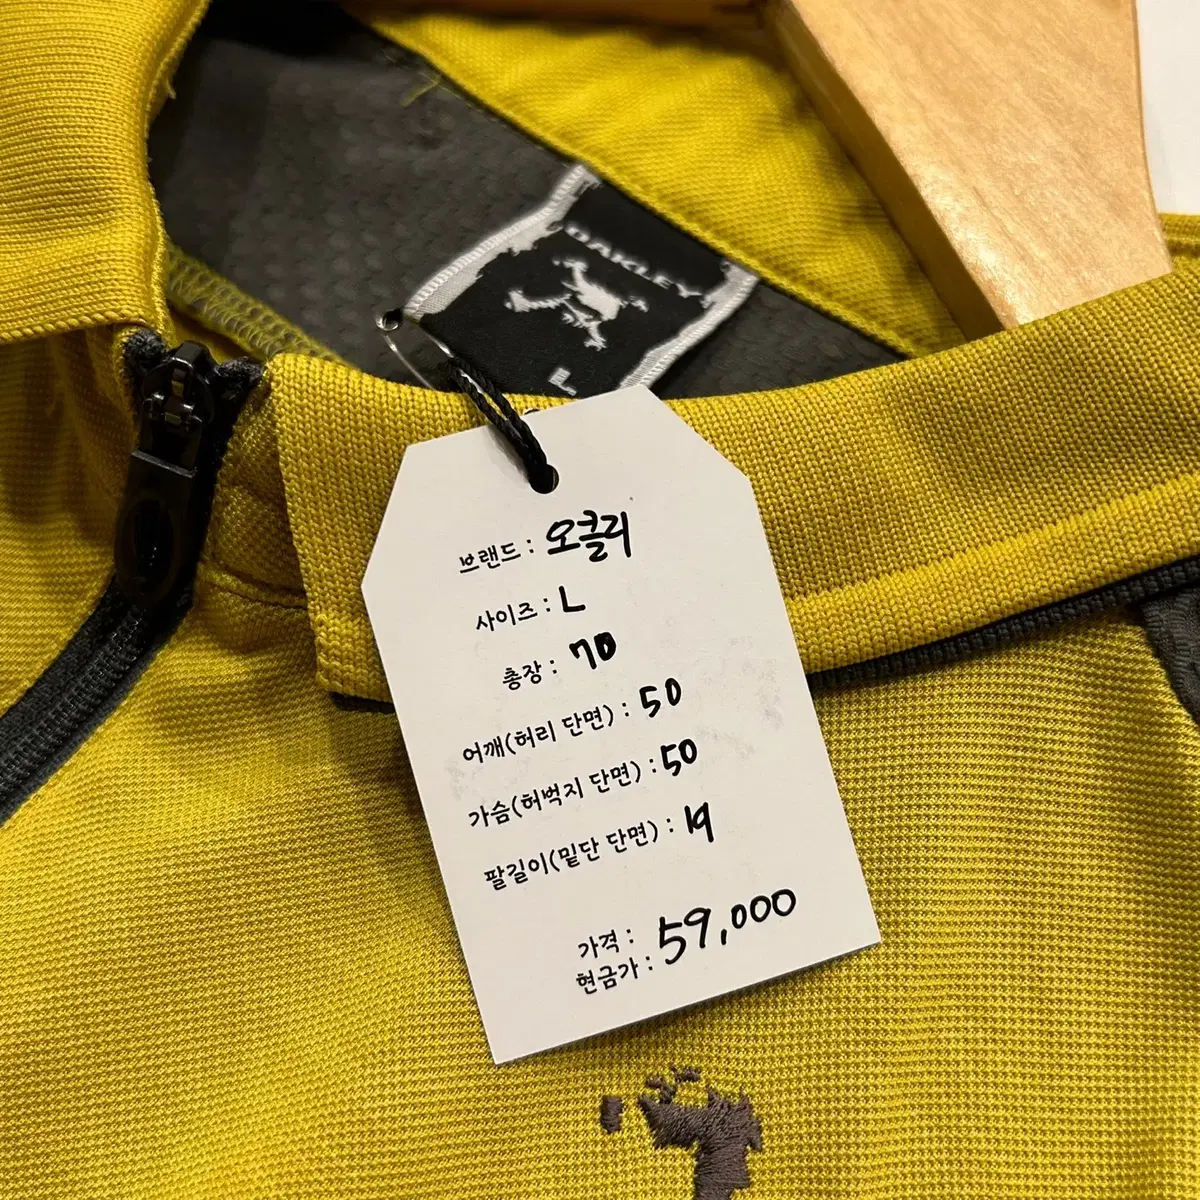 OAKLEY
L
브랜드 : 오클리
사이즈 : L
총장 : 70
어깨(허리 단면) : 50
가슴(허벅지 단면) : 50
팔길이(밑단 단면) : 19
가격 : 59,000
현금가 :